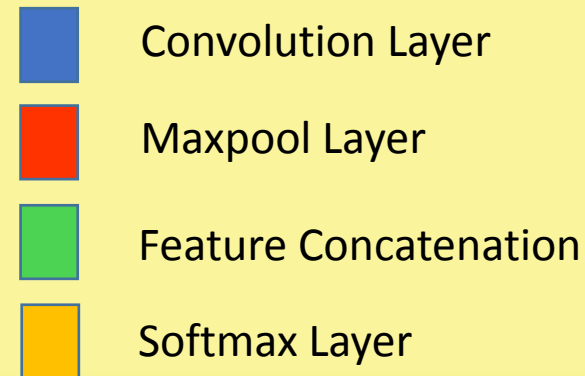 Convolution Layer
Maxpool Layer
Feature Concatenation
Softmax Layer